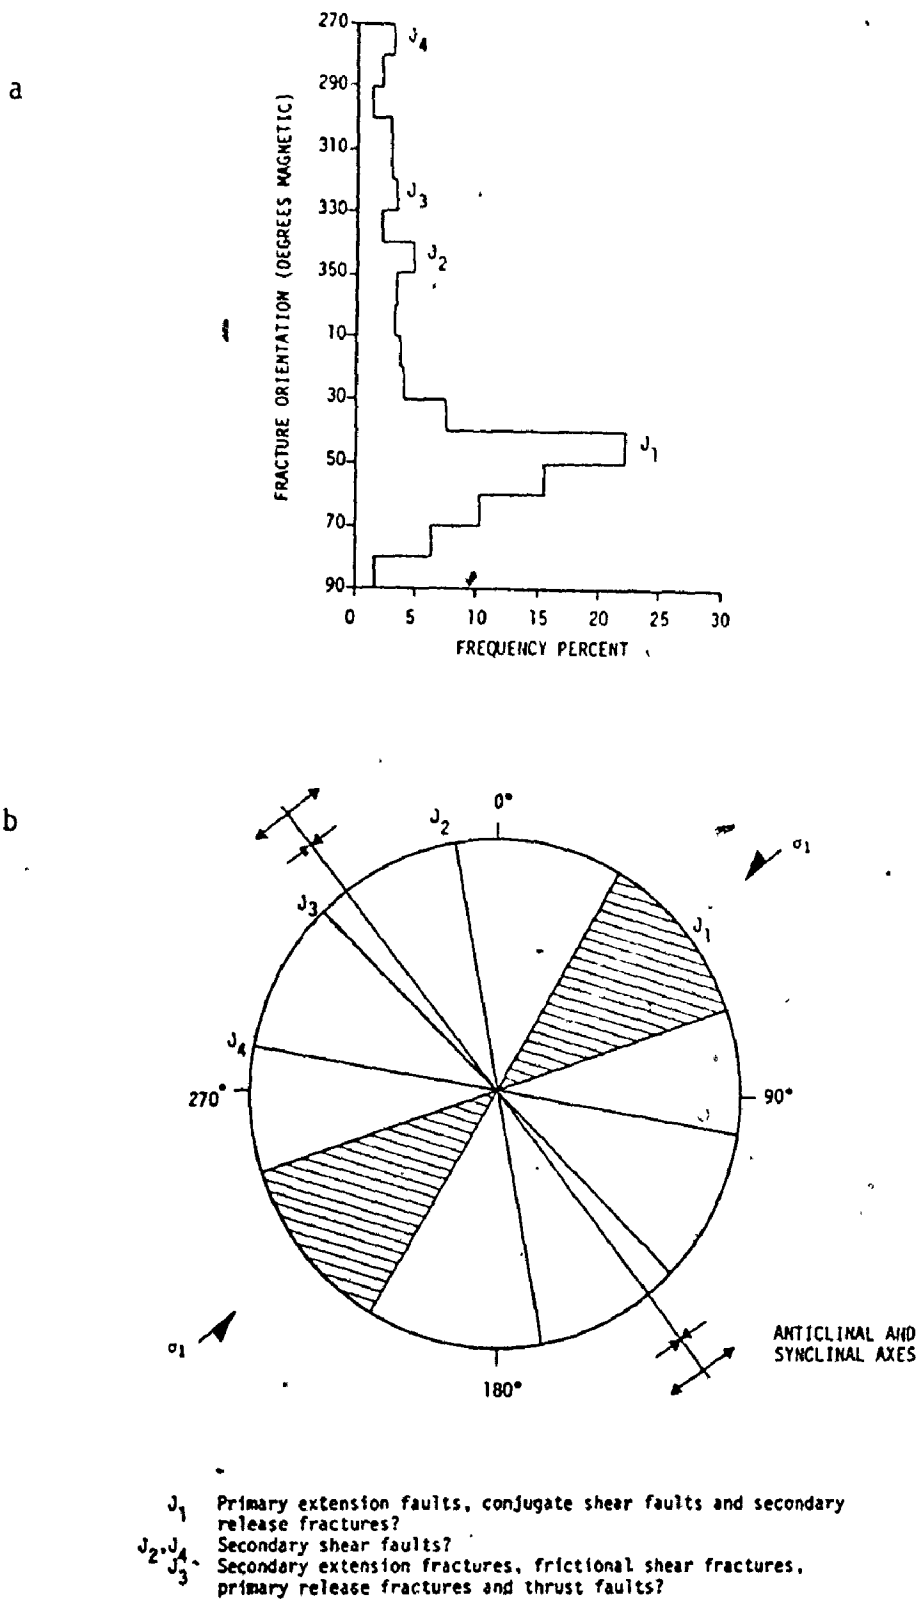 a
270
290
310
330
350
10
30
50
70
90
FRACTURE ORIENTATION (DEGREES MAGNETIC)
J4
J3
J2
J1
0 5 10 15 20 25 30
FREQUENCY PERCENT
b
0°
J2
σ1
J3
J1
J4
270°
90°
J
σ1
180°
ANTICLINAL AND
SYNCLINAL AXES
J1 Primary extension faults, conjugate shear faults and secondary
release fractures?
J2,J4 Secondary shear faults?
J3 Secondary extension fractures, frictional shear fractures,
primary release fractures and thrust faults?